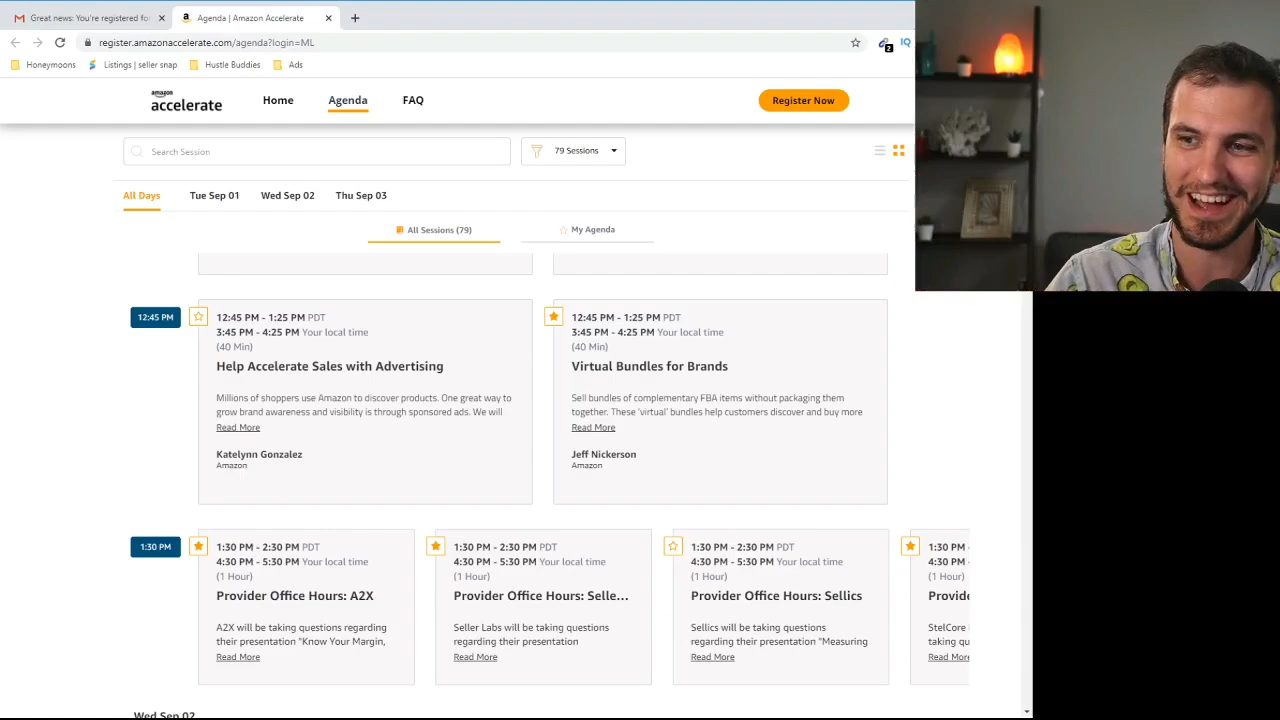 Great news: You're registered fo
Agenda | Amazon Accelerate
register.amazonaccelerate.com/agenda?login=ML
2
IQ
Honeymoons
Listings | seller snap
Hustle Buddies
Ads
amazon
accelerate
Home
Agenda
FAQ
Register Now
Search Session
79 Sessions
All Days
Tue Sep 01
Wed Sep 02
Thu Sep 03
All Sessions (79)
My Agenda
12:45 PM
12:45 PM - 1:25 PM PDT
3:45 PM - 4:25 PM Your local time
(40 Min)
Help Accelerate Sales with Advertising
Millions of shoppers use Amazon to discover products. One great way to
grow brand awareness and visibility is through sponsored ads. We will
Read More
Katelynn Gonzalez
Amazon
12:45 PM - 1:25 PM PDT
3:45 PM - 4:25 PM Your local time
(40 Min)
Virtual Bundles for Brands
Sell bundles of complementary FBA items without packaging them
together. These 'virtual' bundles help customers discover and buy more
Read More
Jeff Nickerson
Amazon
1:30 PM
1:30 PM - 2:30 PM PDT
4:30 PM - 5:30 PM Your local time
(1 Hour)
Provider Office Hours: A2X
A2X will be taking questions regarding
their presentation "Know Your Margin,
Read More
1:30 PM - 2:30 PM PDT
4:30 PM - 5:30 PM Your local time
(1 Hour)
Provider Office Hours: Selle...
Seller Labs will be taking questions
regarding their presentation
Read More
1:30 PM - 2:30 PM PDT
4:30 PM - 5:30 PM Your local time
(1 Hour)
Provider Office Hours: Sellics
Sellics will be taking questions
regarding their presentation "Measuring
Read More
1:30 PM -
4:30 PM -
(1 Hour)
Provide
StelCore
taking qu
Read More
Wed Sep 02